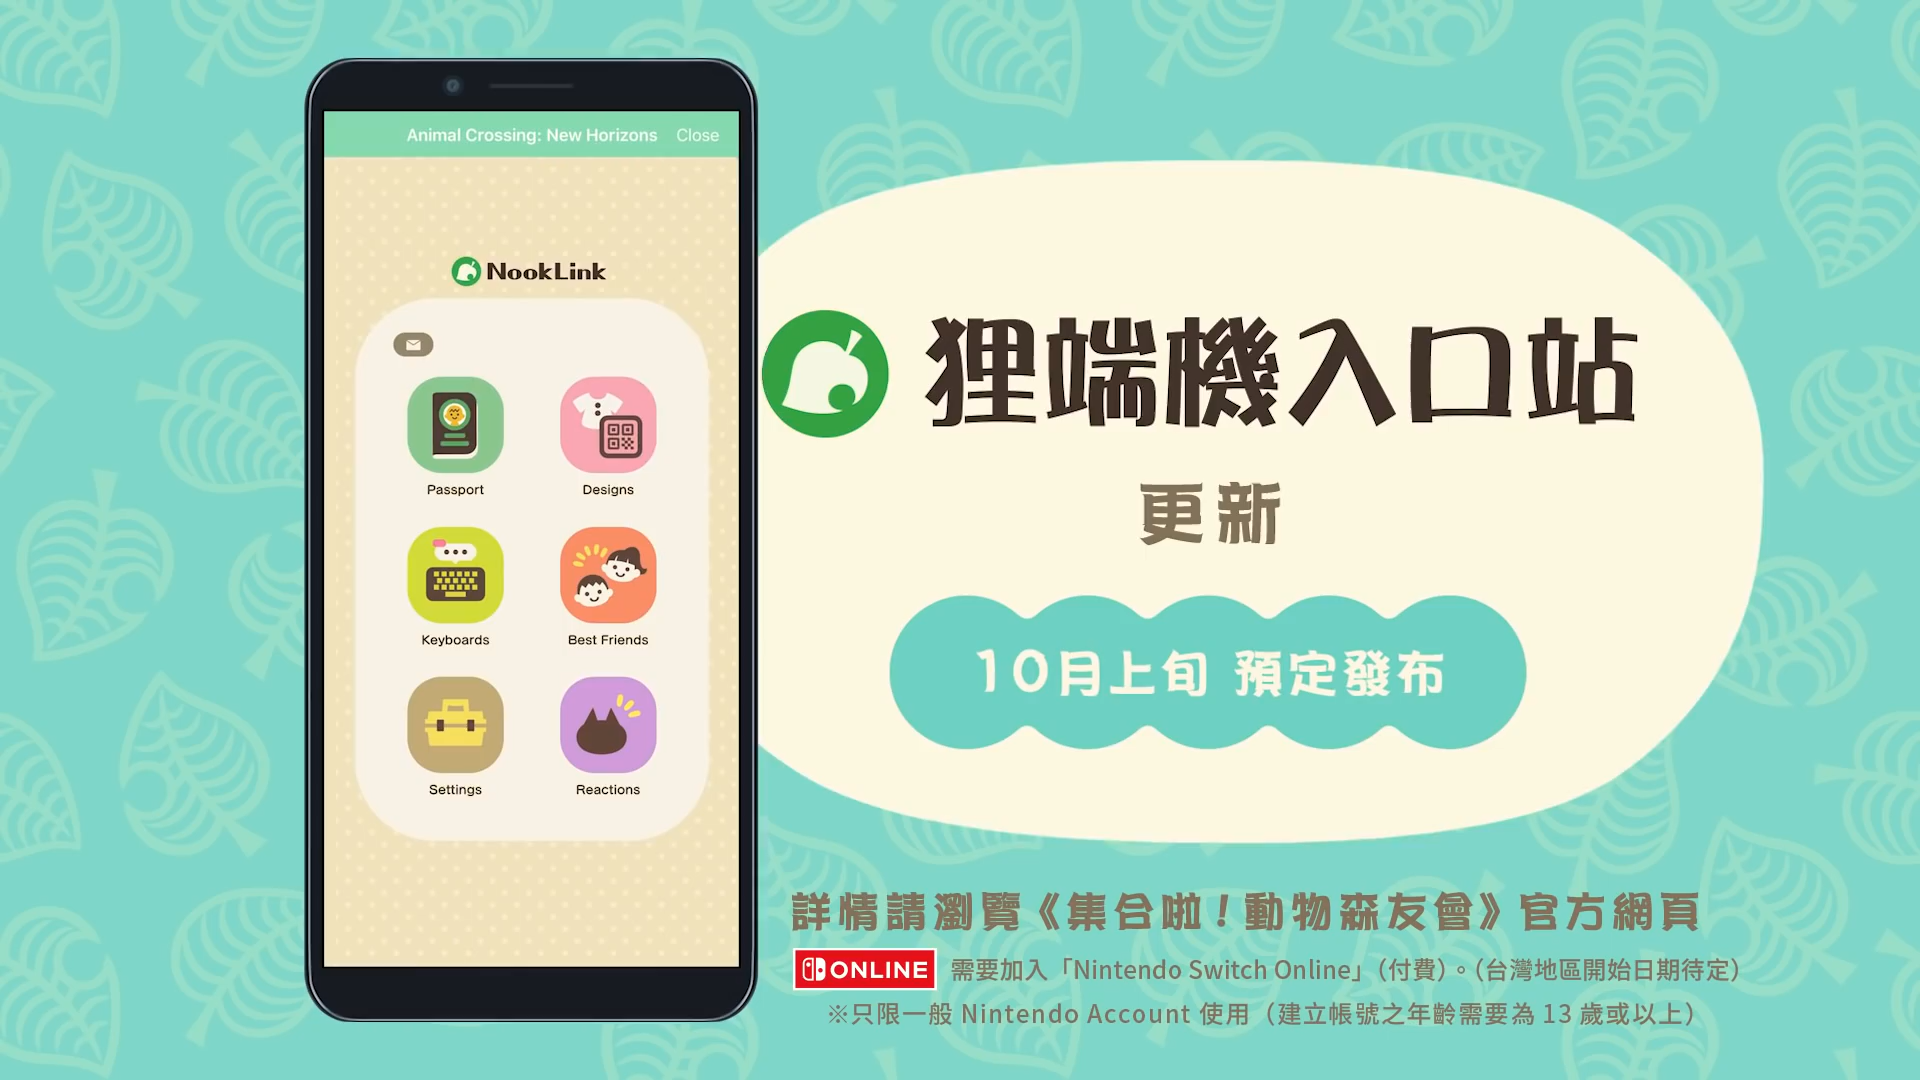 Animal Crossing: New Horizons Close
NookLink
Passport Designs
Keyboards Best Friends
Settings Reactions
狸端機入口站
更新
10月上旬 預定發布
詳情請瀏覽《集合啦!動物森友會》官方網頁
ONLINE 需要加入「Nintendo Switch Online」(付費)。(台灣地區開始日期待定)
※只限一般 Nintendo Account 使用(建立帳號之年齡需要為 13 歲或以上)